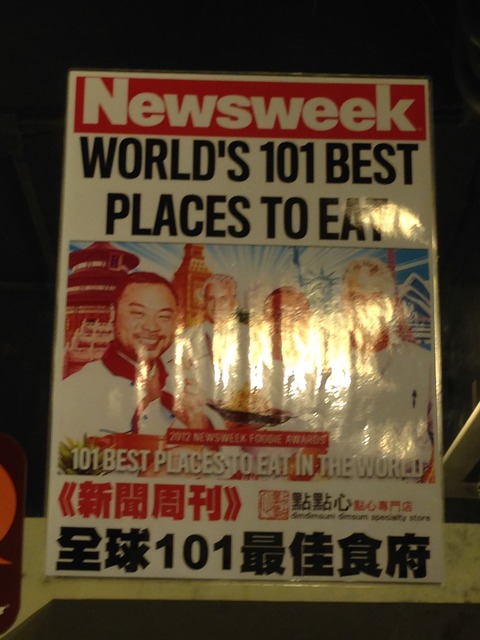 Newsweek
WORLD'S 101 BEST
PLACES TO EAT
2012 NEWSWEEK FOODIE AWARDS
101 BEST PLACES TO EAT IN THE WORLD
《新聞周刊》
點點心 點心專門店
dimdimsum dimsum specialty store
全球101最佳食府